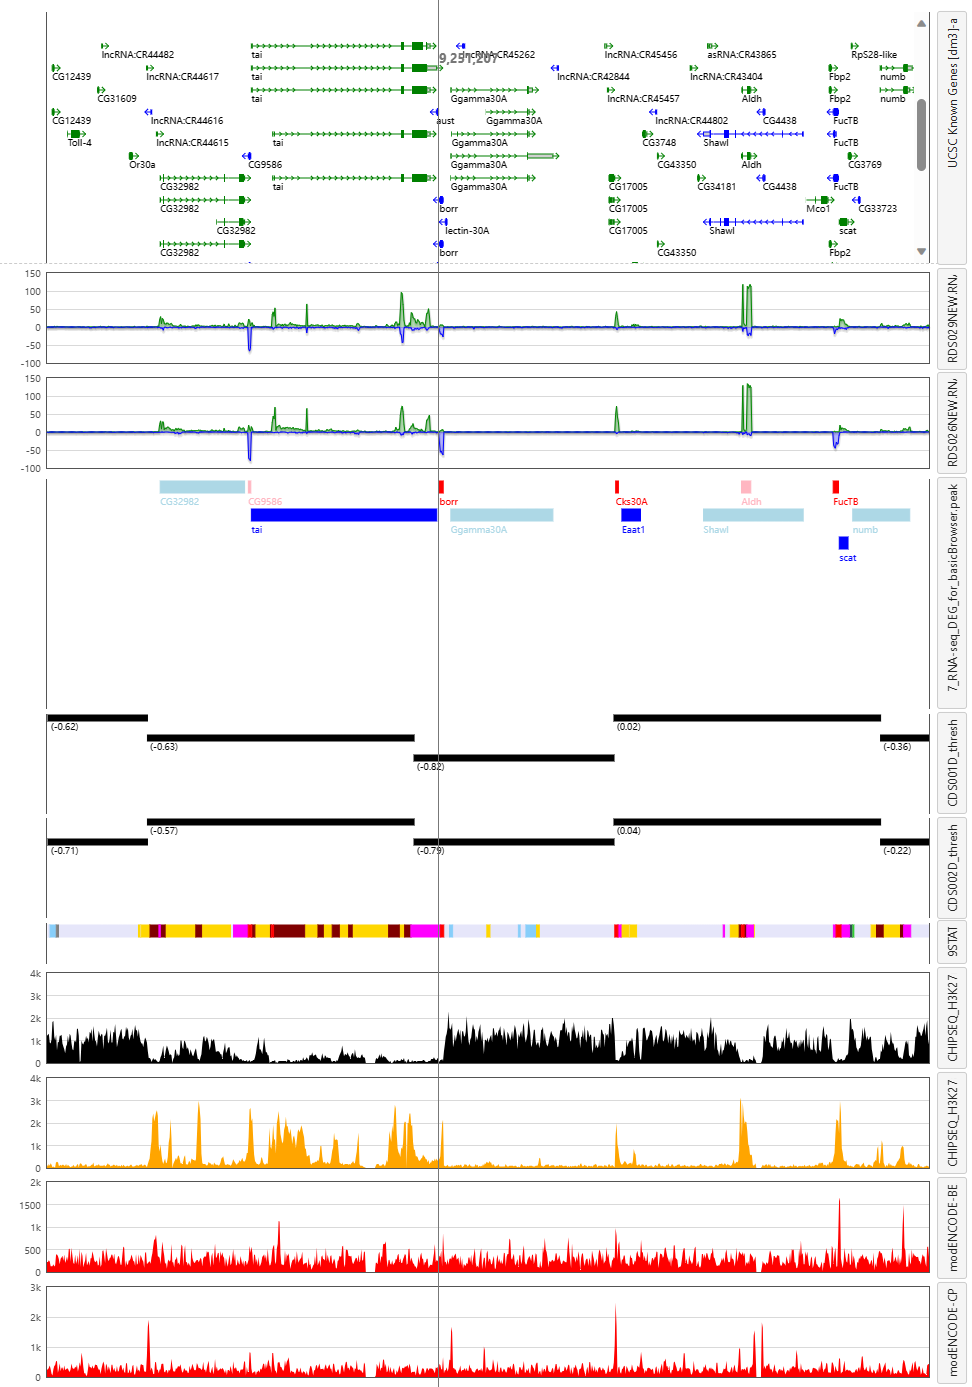 lncRNA:CR44482 tai lncRNA:CR45262 lncRNA:CR45456 asRNA:CR43865 RpS28-like
9,251,207
CG12439 lncRNA:CR44617 tai lncRNA:CR42844 lncRNA:CR43404 Fbp2 numb
CG31609 tai Ggamma30A lncRNA:CR45457 Aldh Fbp2 numb
CG12439 lncRNA:CR44616 aust Ggamma30A lncRNA:CR44802 CG4438 FucTB
Toll-4 lncRNA:CR44615 tai Ggamma30A CG3748 Shawl FucTB
Or30a CG9586 Ggamma30A CG43350 Aldh CG3769
CG32982 tai Ggamma30A CG17005 CG34181 CG4438 FucTB
CG32982 borr CG17005 Mco1 CG33723
CG32982 lectin-30A CG17005 Shawl scat
CG32982 borr CG43350 Fbp2
UCSC Known Genes [dm3]-a
150
100
50
0
-50
-100
RDS029NEW.RN
150
100
50
0
-50
-100
RDS026NEW.RN
CG32982 CG9586 borr Cks30A Aldh FucTB
tai Ggamma30A Eaat1 Shawl numb
scat
7_RNA-seq_DEG_for_basicBrowser.peak
(-0.62) (0.02)
(-0.63) (-0.36)
(-0.82)
CDS001D_thresh
(-0.57) (0.04)
(-0.71) (-0.79) (-0.22)
CDS002D_thresh
9STAT
4k
3k
2k
1k
0
CHIPSEQ_H3K27
4k
3k
2k
1k
0
CHIPSEQ_H3K27
2k
1500
1k
500
0
modENCODE-BE
3k
2k
1k
0
modENCODE-CP